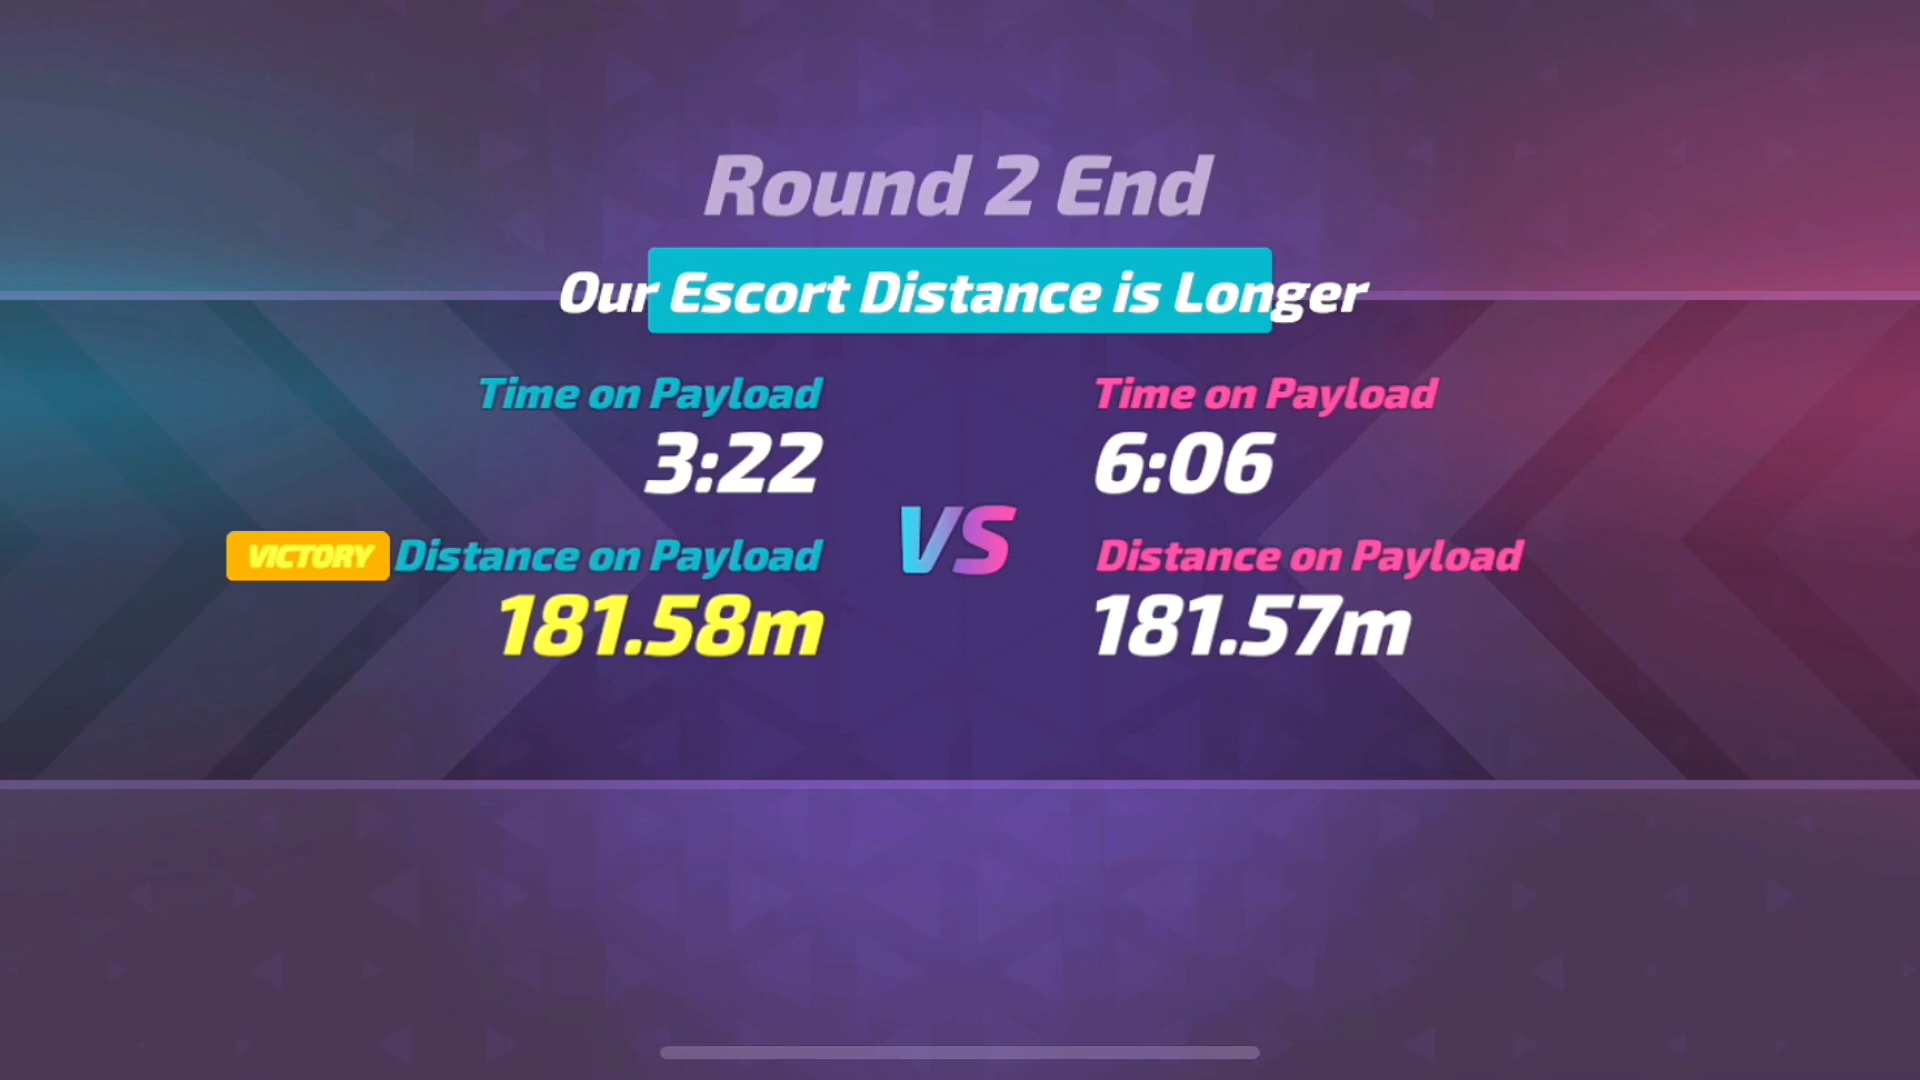 Round 2 End
Our Escort Distance is Longer
Time on Payload
3:22
VICTORY Distance on Payload
181.58m
VS
Time on Payload
6:06
Distance on Payload
181.57m